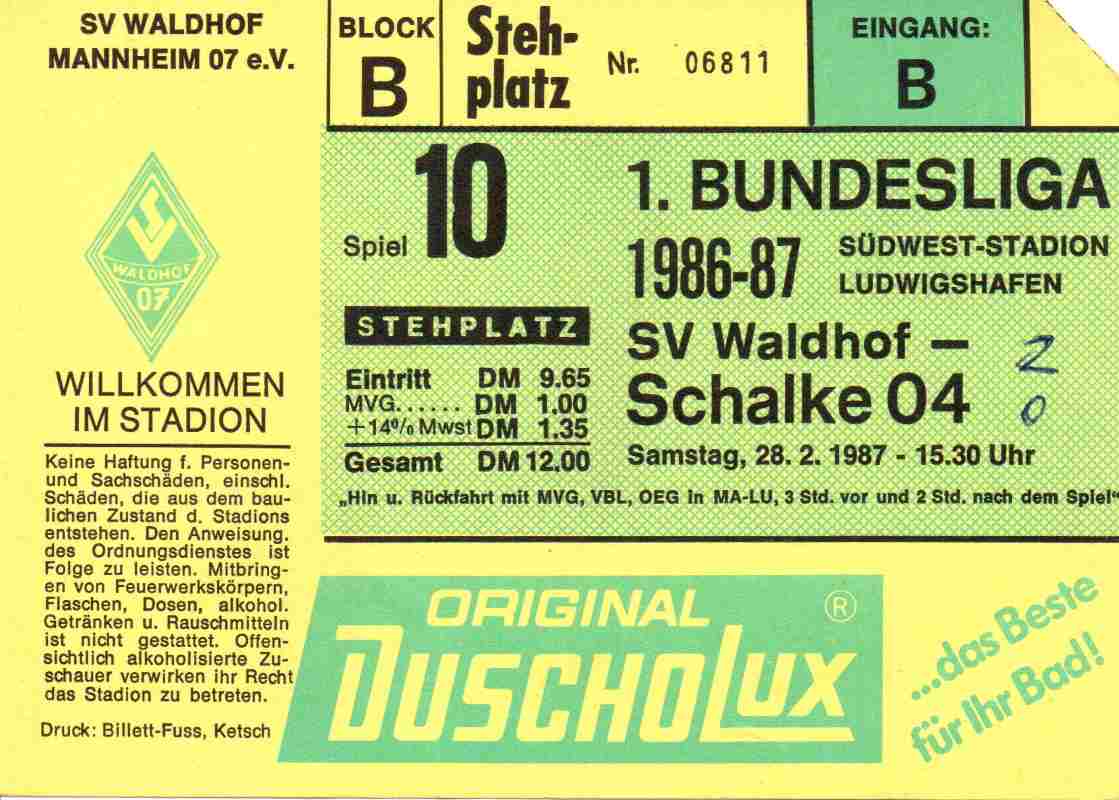 SV WALDHOF
MANNHEIM 07 e.V.
BLOCK
B
Steh-
platz
Nr. 06811
EINGANG:
B
SV
WALDHOF
07
WILLKOMMEN
IM STADION
Keine Haftung f. Personen-
und Sachschäden, einschl.
Schäden, die aus dem bau-
lichen Zustand d. Stadions
entstehen. Den Anweisung.
des Ordnungsdienstes ist
Folge zu leisten. Mitbring-
en von Feuerwerkskörpern,
Flaschen, Dosen, alkohol.
Getränken u. Rauschmitteln
ist nicht gestattet. Offen-
sichtlich alkoholisierte Zu-
schauer verwirken ihr Recht
das Stadion zu betreten.
Druck: Billett-Fuss, Ketsch
Spiel 10
STEHPLATZ
Eintritt DM 9.65
MVG...... DM 1.00
+14% Mwst DM 1.35
Gesamt DM 12.00
1. BUNDESLIGA
1986-87 SÜDWEST-STADION
LUDWIGSHAFEN
SV Waldhof – 2
Schalke 04 0
Samstag, 28. 2. 1987 - 15.30 Uhr
„Hin u. Rückfahrt mit MVG, VBL, OEG in MA-LU, 3 Std. vor und 2 Std. nach dem Spiel“
ORIGINAL ®
DUSCHOLUX
...das Beste
für Ihr Bad!